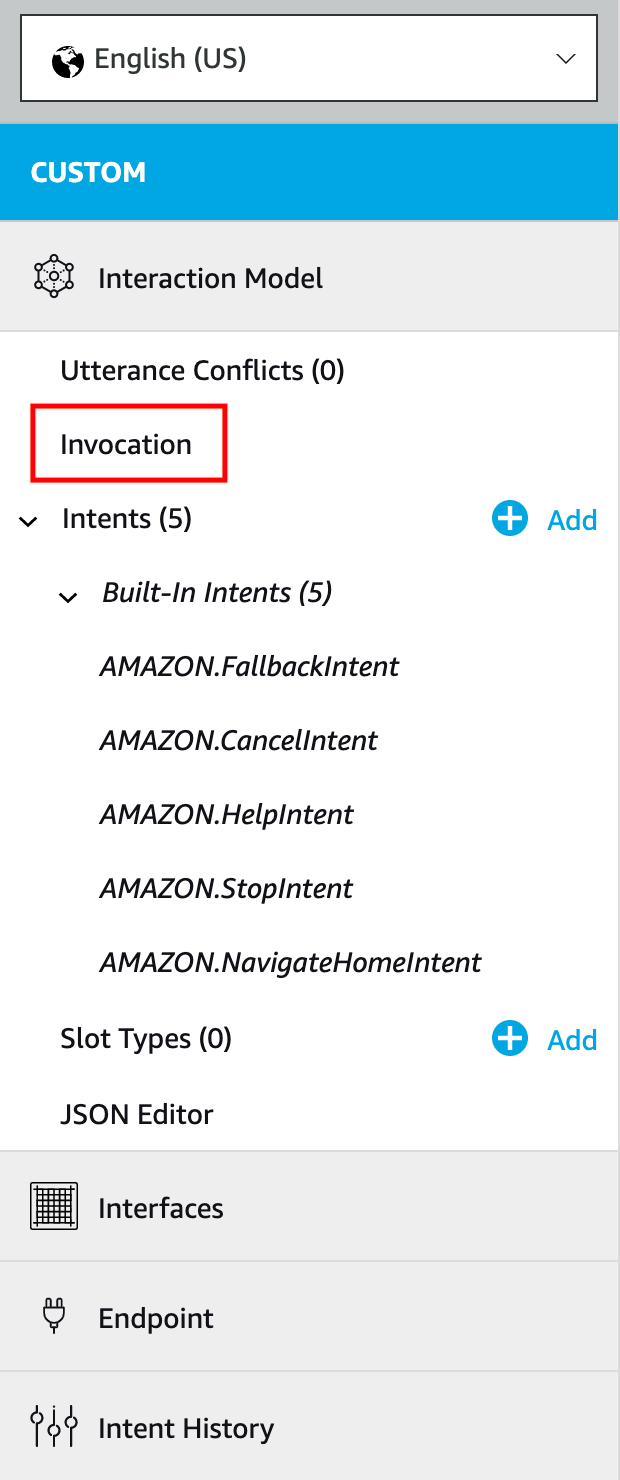 English (US)
CUSTOM
Interaction Model
Utterance Conflicts (0)
Invocation
Intents (5) Add
Built-In Intents (5)
AMAZON.FallbackIntent
AMAZON.CancelIntent
AMAZON.HelpIntent
AMAZON.StopIntent
AMAZON.NavigateHomeIntent
Slot Types (0) Add
JSON Editor
Interfaces
Endpoint
Intent History